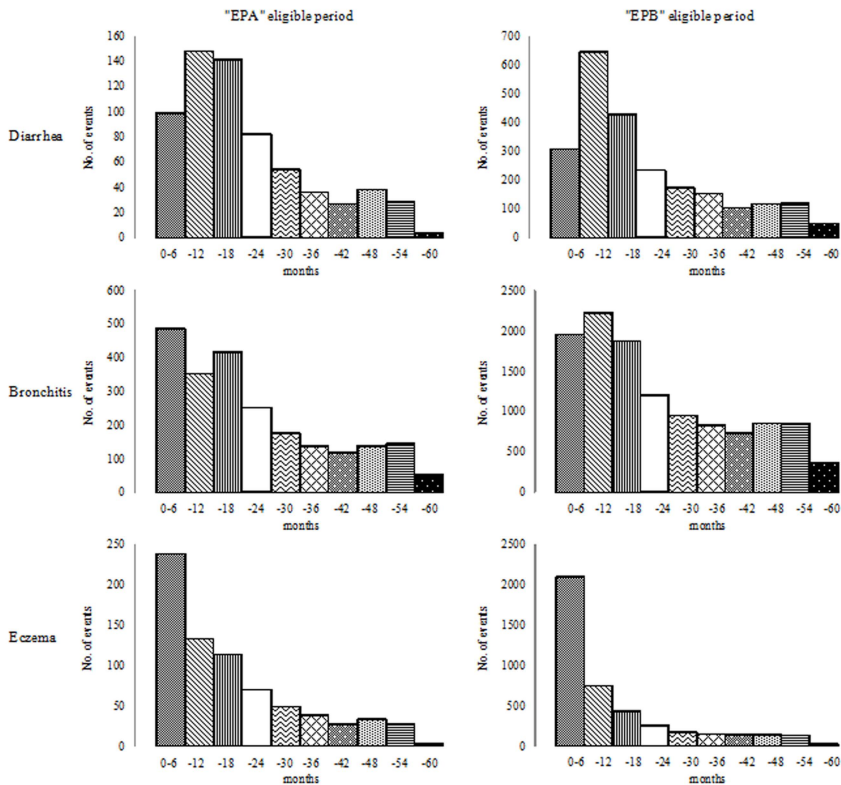 "EPA" eligible period
"EPB" eligible period
Diarrhea
No. of events
160
140
120
100
80
60
40
20
0
0-6 -12 -18 -24 -30 -36 -42 -48 -54 -60
months
No. of events
700
600
500
400
300
200
100
0
0-6 -12 -18 -24 -30 -36 -42 -48 -54 -60
months
Bronchitis
No. of events
600
500
400
300
200
100
0
0-6 -12 -18 -24 -30 -36 -42 -48 -54 -60
months
No. of events
2500
2000
1500
1000
500
0
0-6 -12 -18 -24 -30 -36 -42 -48 -54 -60
months
Eczema
No. of events
250
200
150
100
50
0
0-6 -12 -18 -24 -30 -36 -42 -48 -54 -60
months
No. of events
2500
2000
1500
1000
500
0
0-6 -12 -18 -24 -30 -36 -42 -48 -54 -60
months